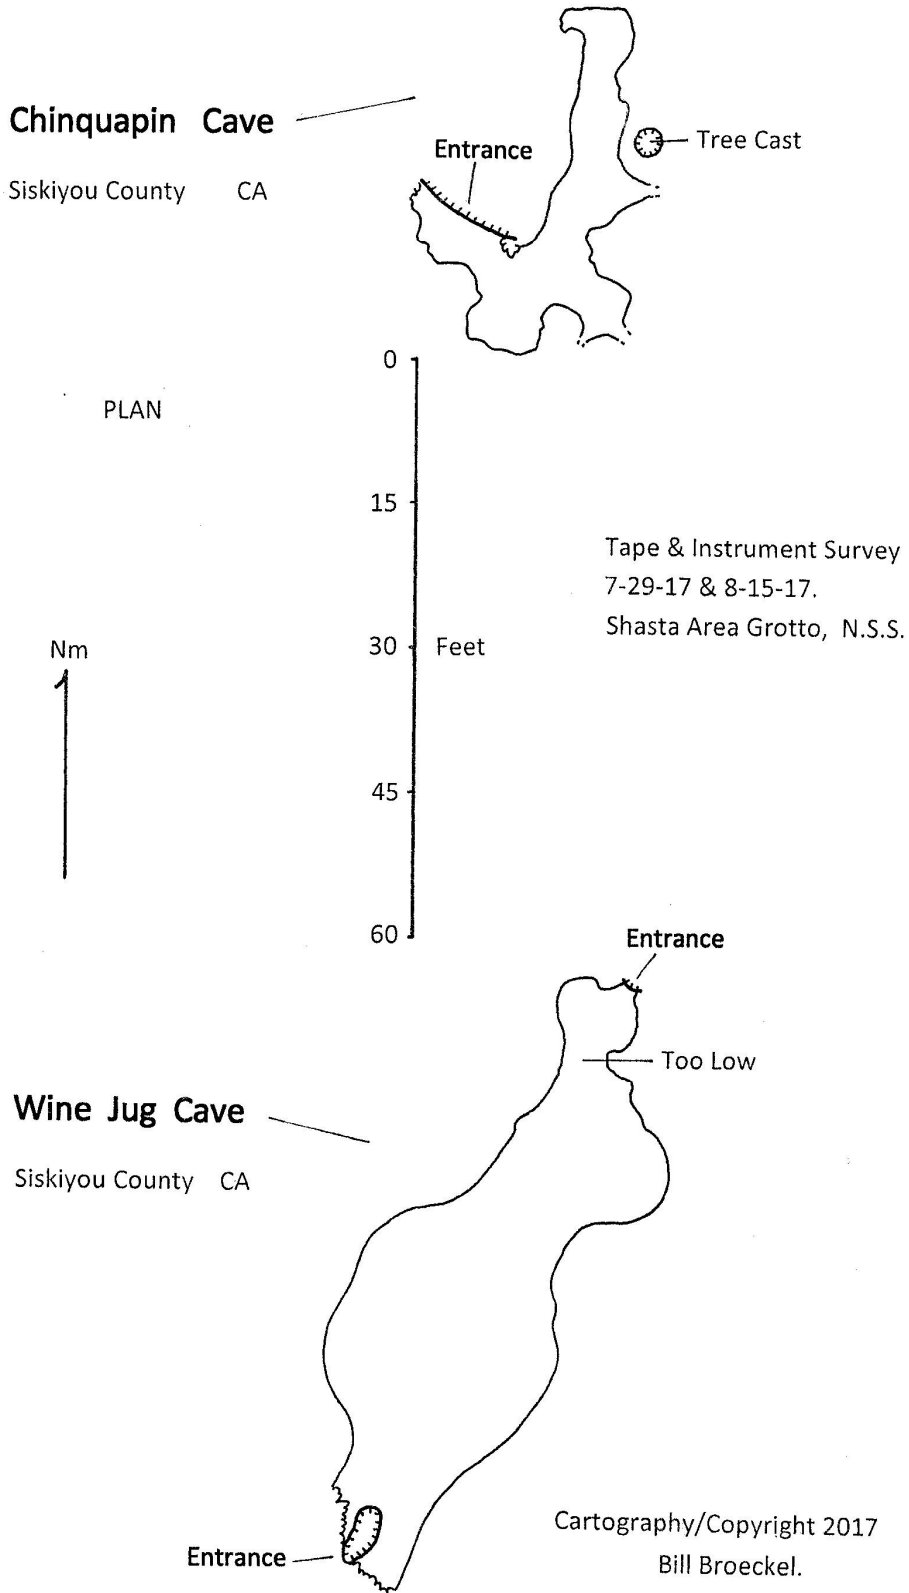 Chinquapin Cave
Siskiyou County CA
Entrance
Tree Cast
PLAN
0
15
30 Feet
45
60
Tape & Instrument Survey
7-29-17 & 8-15-17.
Shasta Area Grotto, N.S.S.
Nm
Entrance
Too Low
Wine Jug Cave
Siskiyou County CA
Entrance
Cartography/Copyright 2017
Bill Broeckel.